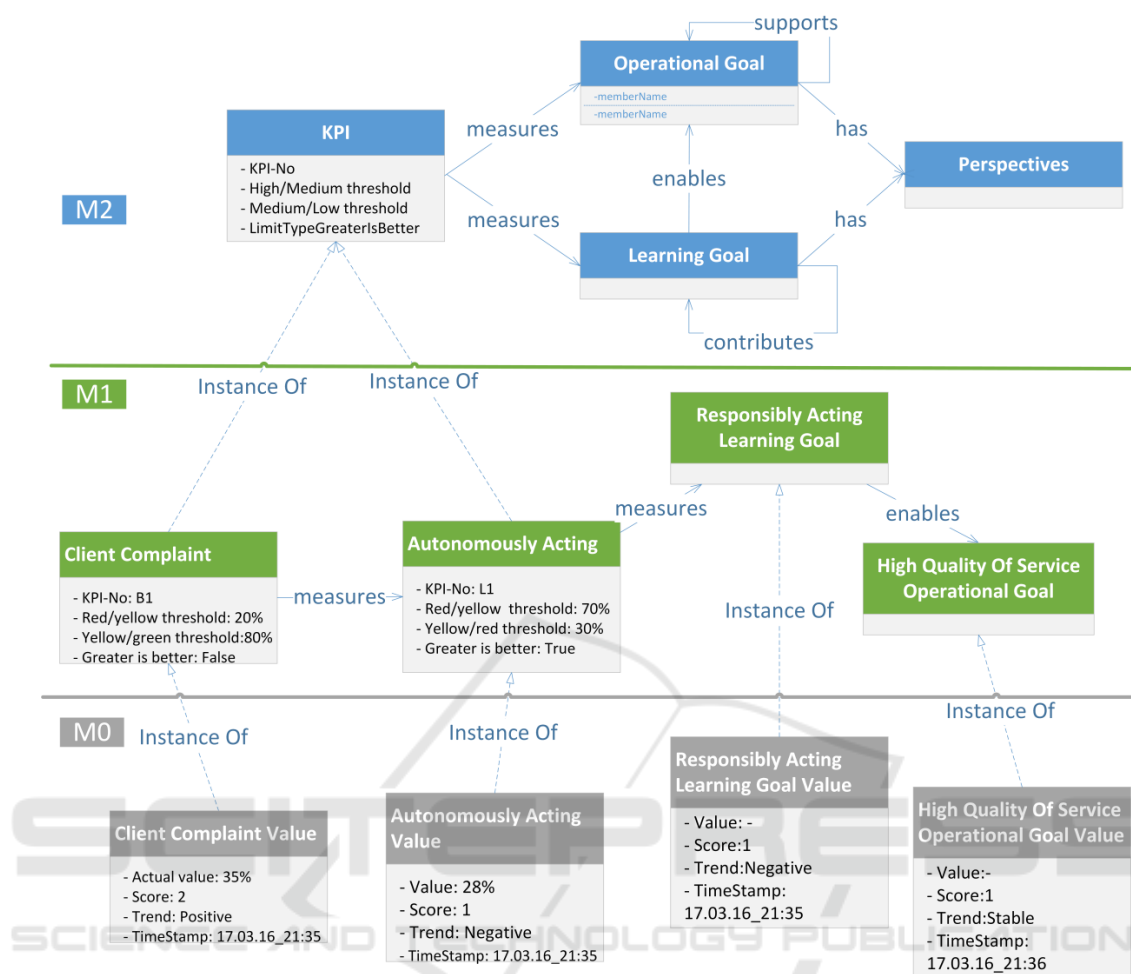 supports
Operational Goal
-memberName
-memberName
KPI
- KPI-No
- High/Medium threshold
- Medium/Low threshold
- LimitTypeGreaterIsBetter
measures
has
Perspectives
enables
M2
measures
has
Learning Goal
contributes
M1
Instance Of
Instance Of
Responsibly Acting
Learning Goal
measures
enables
Client Complaint
- KPI-No: B1
- Red/yellow threshold: 20%
- Yellow/green threshold:80%
- Greater is better: False
measures
Autonomously Acting
- KPI-No: L1
- Red/yellow  threshold: 70%
- Yellow/red threshold: 30%
- Greater is better: True
High Quality Of Service
Operational Goal
Instance Of
M0
Instance Of
Instance Of
Instance Of
Client Complaint Value
- Actual value: 35%
- Score: 2
- Trend: Positive
- TimeStamp: 17.03.16_21:35
Autonomously Acting
Value
- Value: 28%
- Score: 1
- Trend: Negative
- TimeStamp: 17.03.16_21:35
Responsibly Acting
Learning Goal Value
- Value: -
- Score:1
- Trend:Negative
- TimeStamp:
17.03.16_21:35
High Quality Of Service
Operational Goal Value
- Value:-
- Score:1
- Trend:Stable
- TimeStamp:
17.03.16_21:36
SCITEPRESS
SCIENCE AND TECHNOLOGY PUBLICATIONS